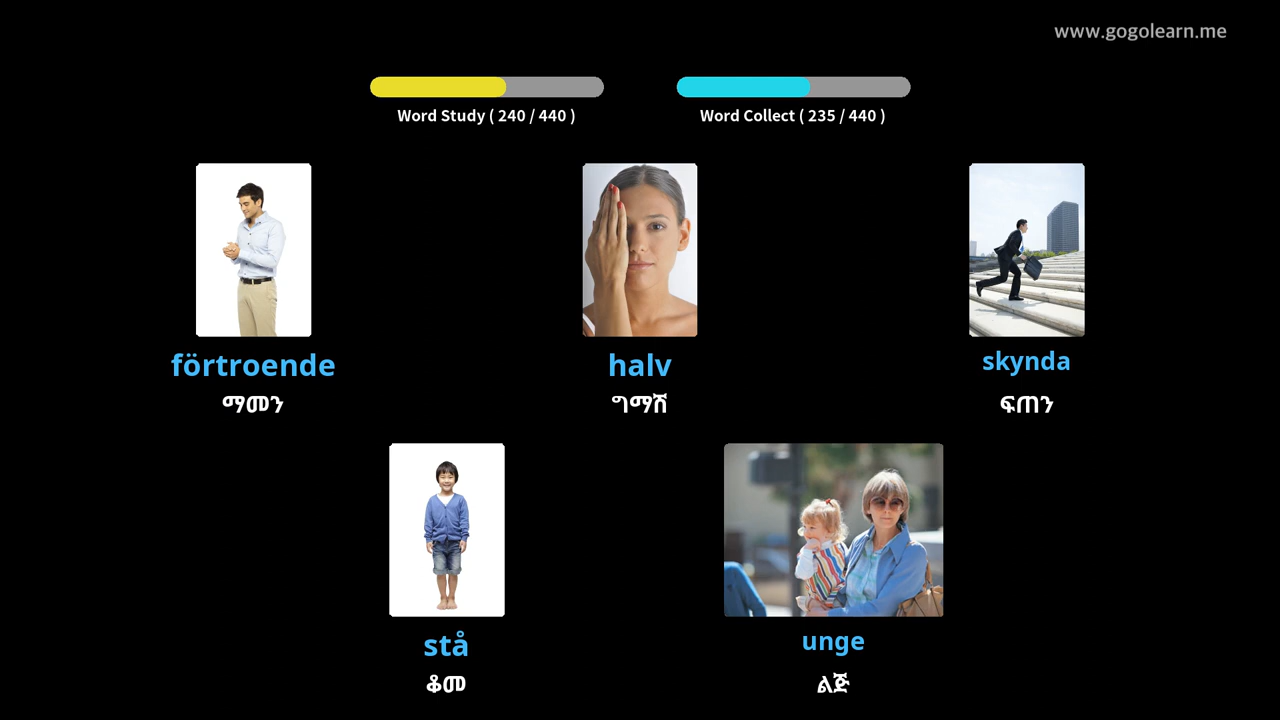 www.gogolearn.me
Word Study ( 240 / 440 )
Word Collect ( 235 / 440 )
förtroende
ማመን
halv
ግማሽ
skynda
ፍጠን
stå
ቆመ
unge
ልጅ